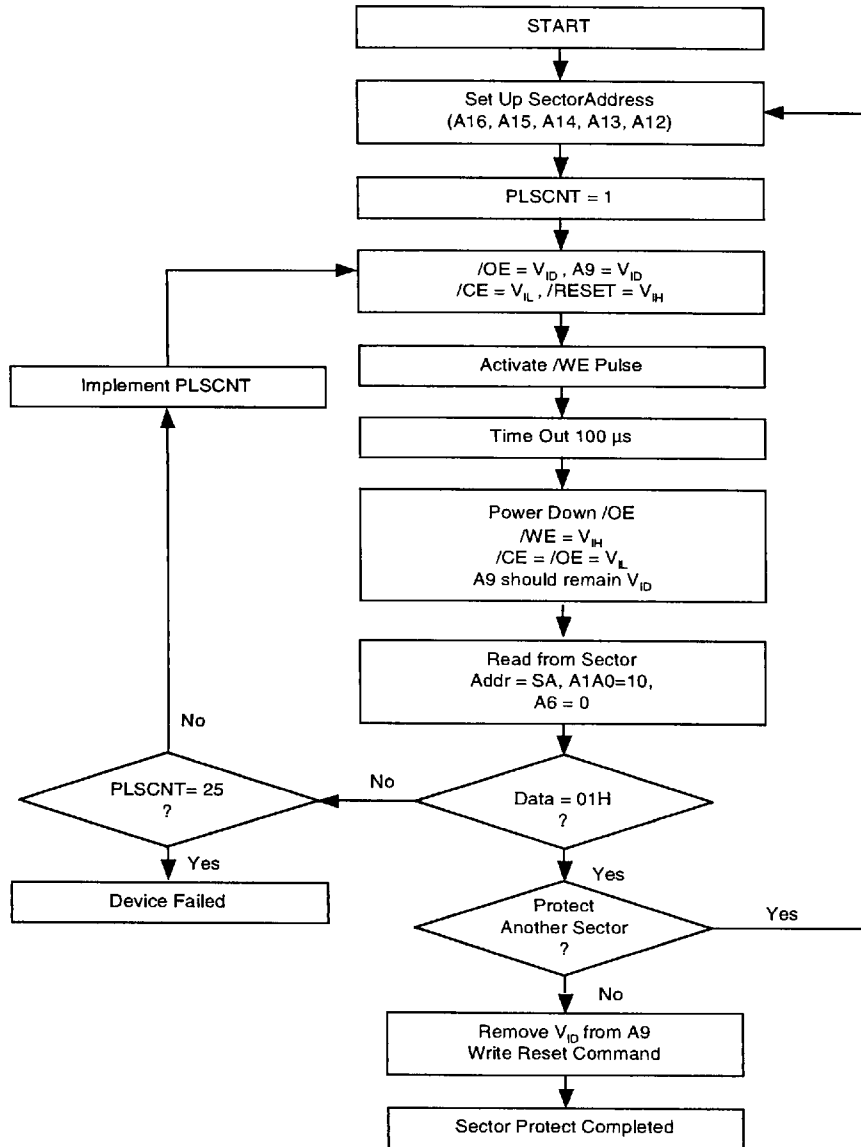 START
Set Up SectorAddress
(A16, A15, A14, A13, A12)
PLSCNT = 1
/OE = VID , A9 = VID
/CE = VIL , /RESET = VIH
Activate /WE Pulse
Implement PLSCNT
Time Out 100 µs
Power Down /OE
/WE = VIH
/CE = /OE = VIL
A9 should remain VID
Read from Sector
Addr = SA, A1A0=10,
A6 = 0
No
PLSCNT= 25
?
No
Data = 01H
?
Yes
Device Failed
Yes
Protect
Another Sector
?
Yes
No
Remove VID from A9
Write Reset Command
Sector Protect Completed